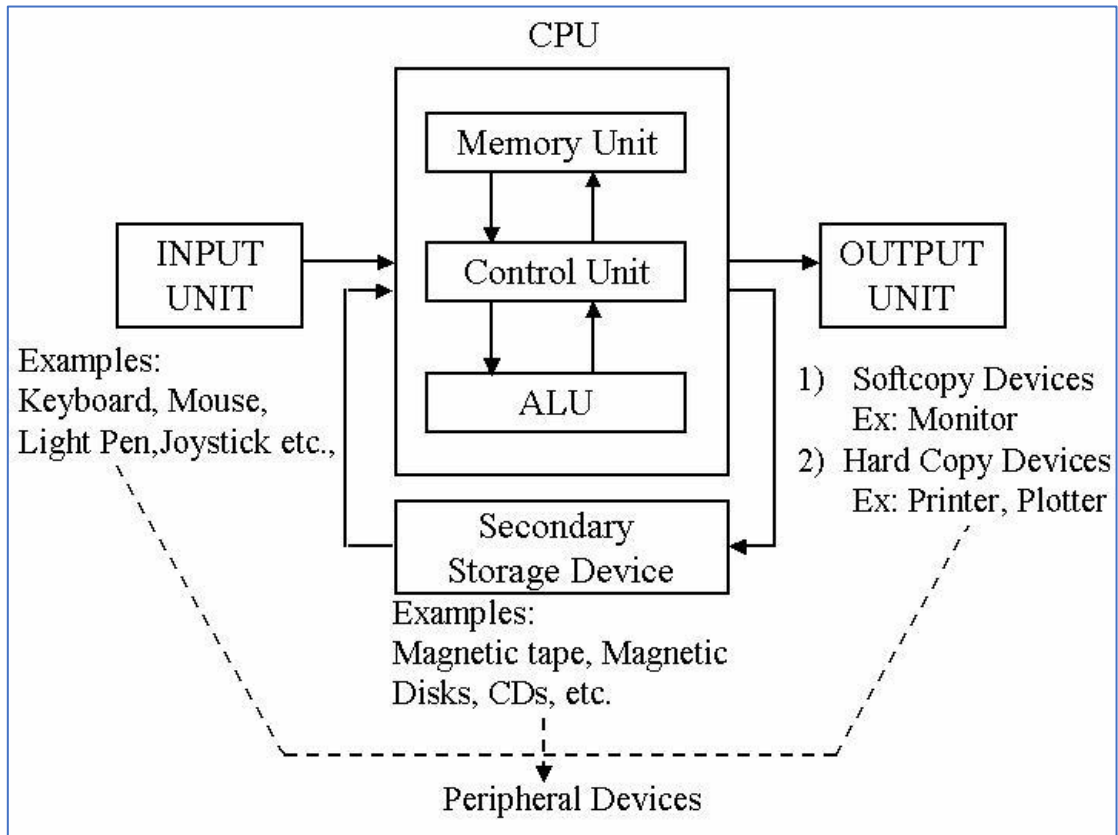 CPU
Memory Unit
Control Unit
ALU
INPUT
UNIT
Examples:
Keyboard, Mouse,
Light Pen,Joystick etc.,
OUTPUT
UNIT
1) Softcopy Devices
Ex: Monitor
2) Hard Copy Devices
Ex: Printer, Plotter
Secondary
Storage Device
Examples:
Magnetic tape, Magnetic
Disks, CDs, etc.
Peripheral Devices